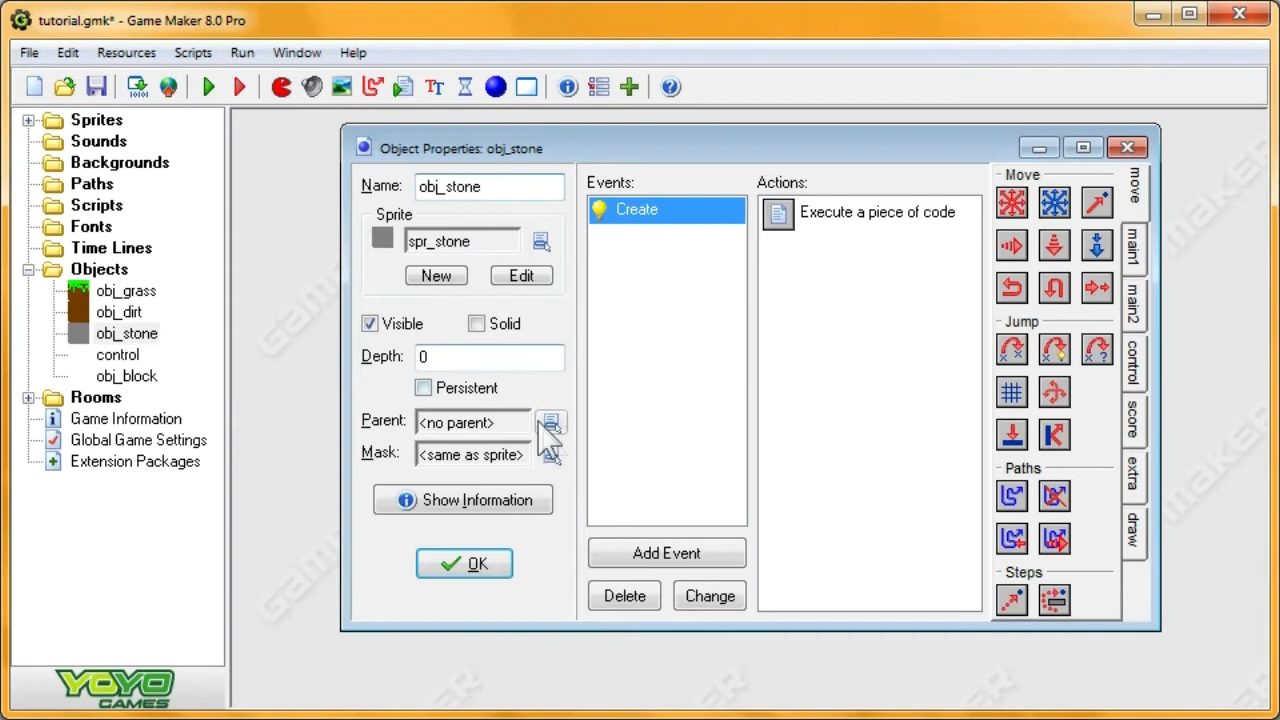 tutorial.gmk* - Game Maker 8.0 Pro
File Edit Resources Scripts Run Window Help
Sprites
Sounds
Backgrounds
Paths
Scripts
Fonts
Time Lines
Objects
obj_grass
obj_dirt
obj_stone
control
obj_block
Rooms
Game Information
Global Game Settings
Extension Packages
YOYO
GAMES
Object Properties: obj_stone
Name: obj_stone
Sprite
spr_stone
New Edit
Visible Solid
Depth: 0
Persistent
Parent: <no parent>
Mask: <same as sprite>
Show Information
OK
Events:
Create
Add Event
Delete Change
Actions:
Execute a piece of code
Move
Jump
Paths
Steps
move
main1
main2
control
score
extra
draw